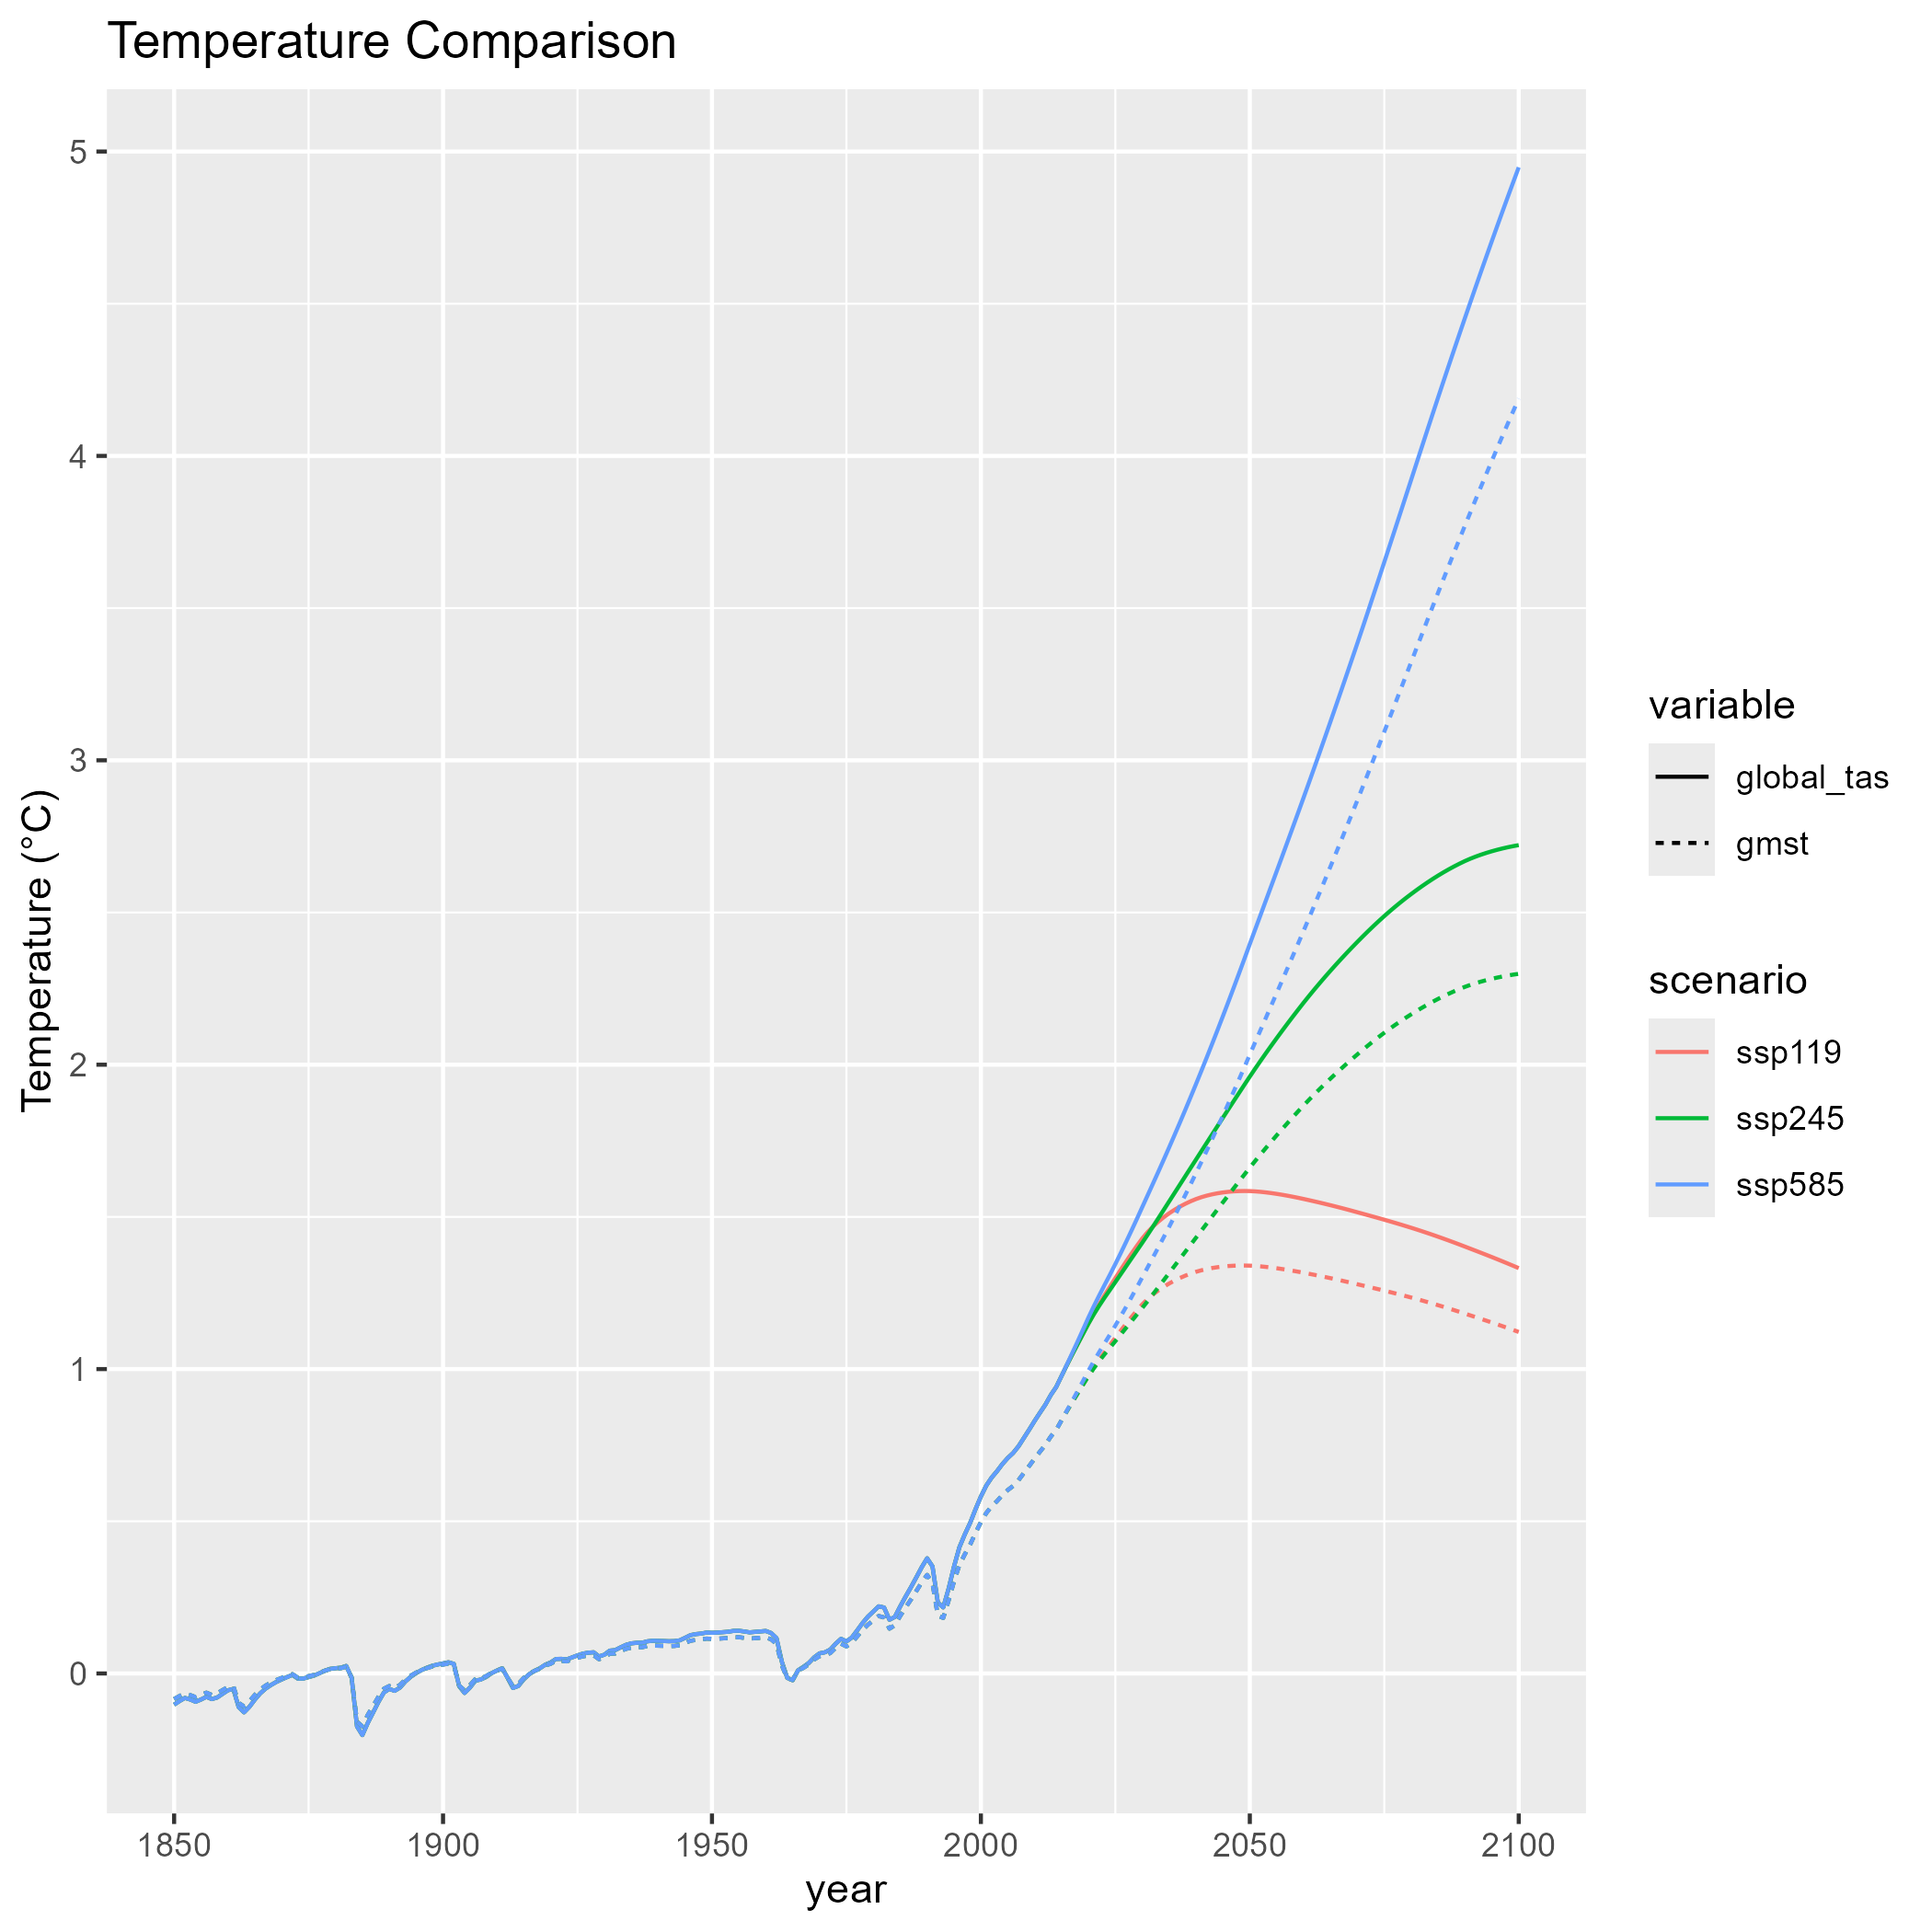 Temperature Comparison
5
4
3
2
1
0
Temperature (°C)
1850 1900 1950 2000 2050 2100
year
variable
global_tas
gmst
scenario
ssp119
ssp245
ssp585